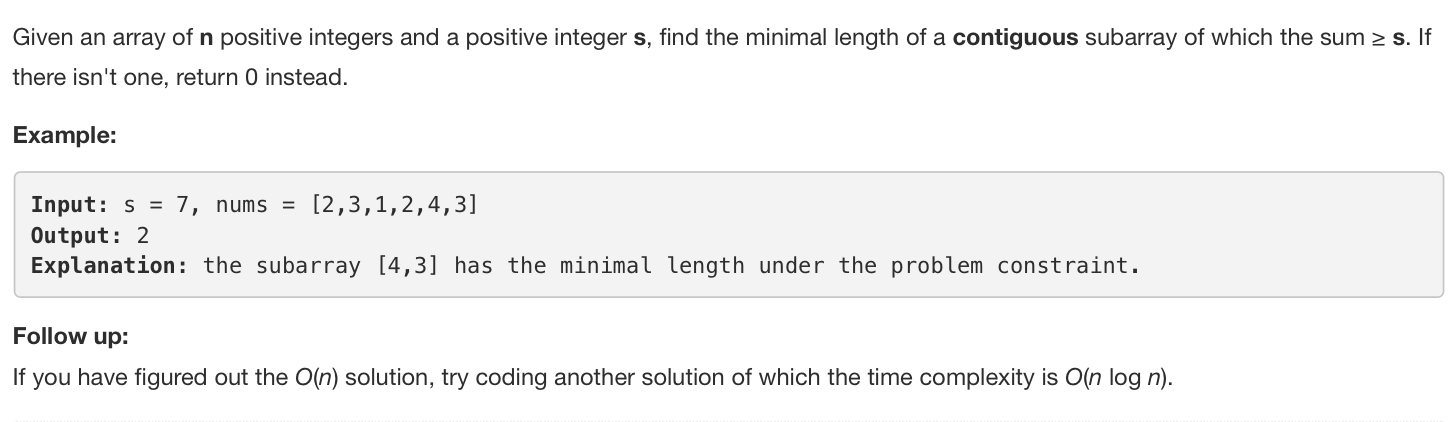 Given an array of n positive integers and a positive integer s, find the minimal length of a contiguous subarray of which the sum ≥ s. If
there isn't one, return 0 instead.
Example:
Input: s = 7, nums = [2,3,1,2,4,3]
Output: 2
Explanation: the subarray [4,3] has the minimal length under the problem constraint.
Follow up:
If you have figured out the O(n) solution, try coding another solution of which the time complexity is O(n log n).